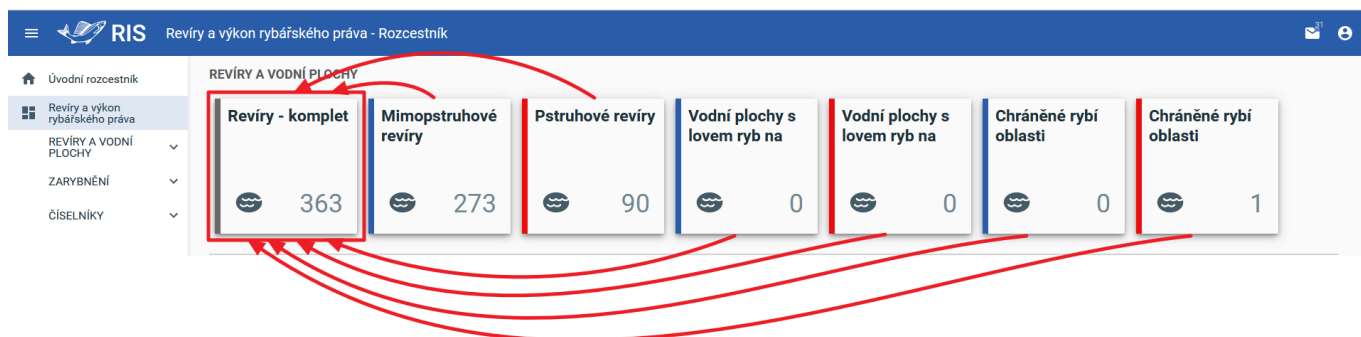 RIS Revíry a výkon rybářského práva - Rozcestník 31
Úvodní rozcestník
Revíry a výkon
rybářského práva
REVÍRY A VODNÍ
PLOCHY
ZARYBNĚNÍ
ČÍSELNÍKY
REVÍRY A VODNÍ PLOCHY
Revíry - komplet
363
Mimopstruhové
revíry
273
Pstruhové revíry
90
Vodní plochy s
lovem ryb na
0
Vodní plochy s
lovem ryb na
0
Chráněné rybí
oblasti
0
Chráněné rybí
oblasti
1